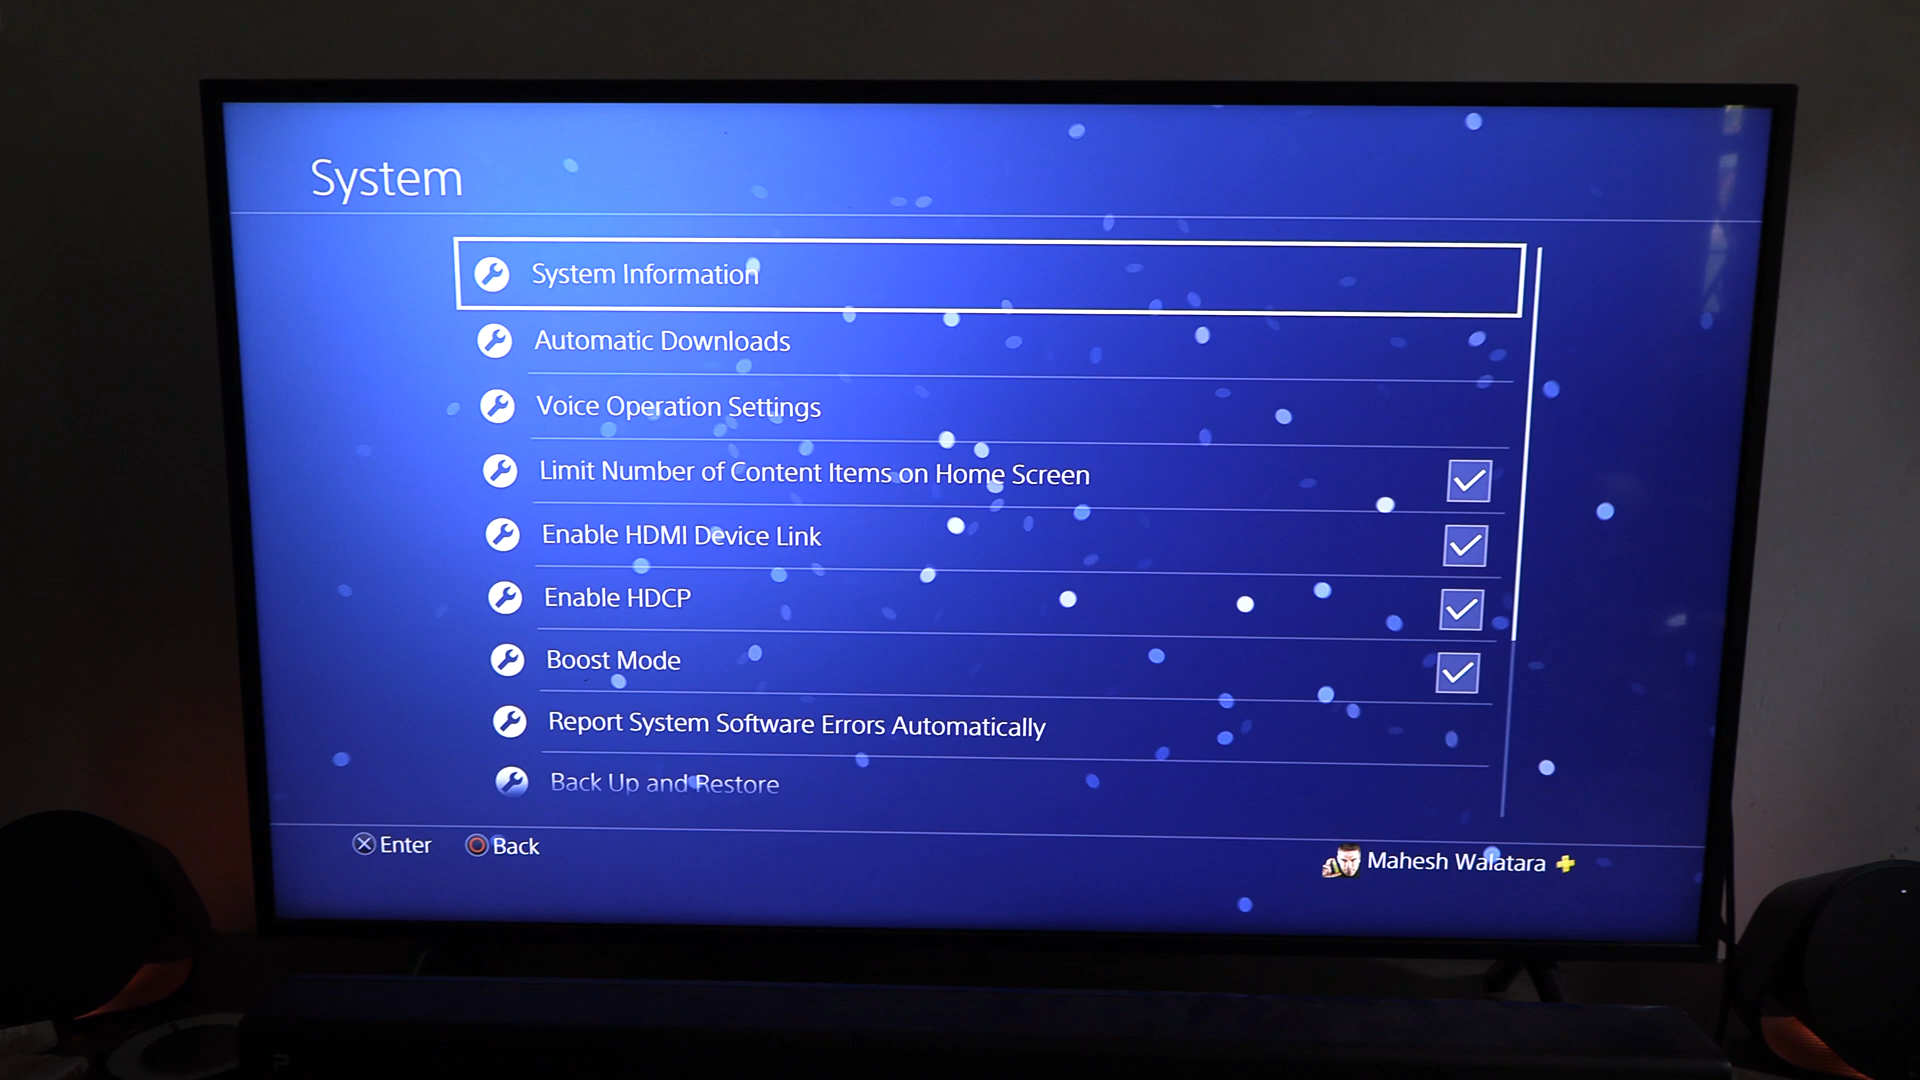 System
System Information
Automatic Downloads
Voice Operation Settings
Limit Number of Content Items on Home Screen
Enable HDMI Device Link
Enable HDCP
Boost Mode
Report System Software Errors Automatically
Back Up and Restore
Enter Back
Mahesh Walatara